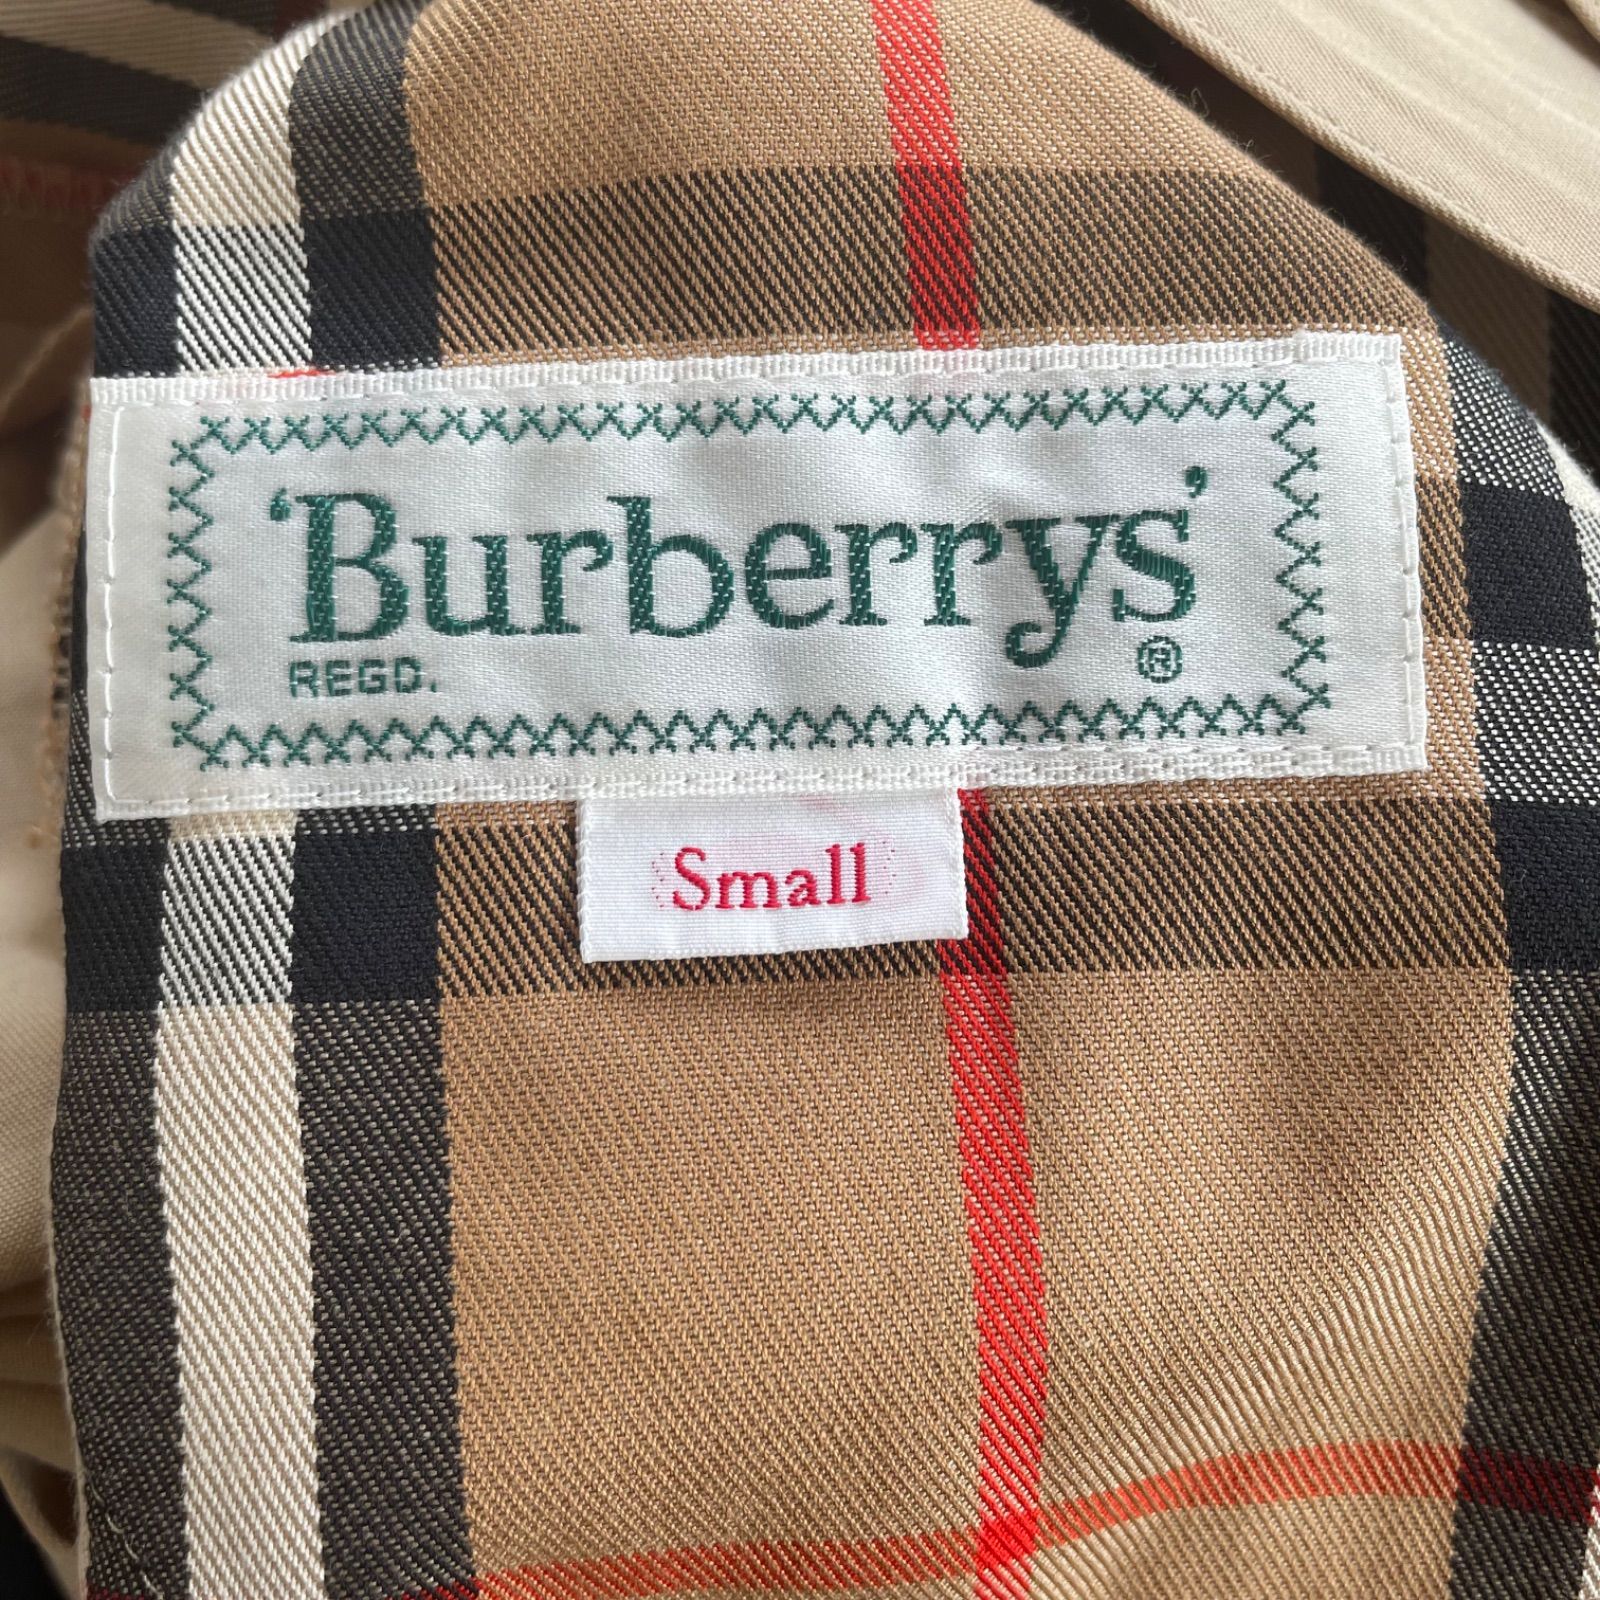 ‘Burberrys’
REGD. ®
Small